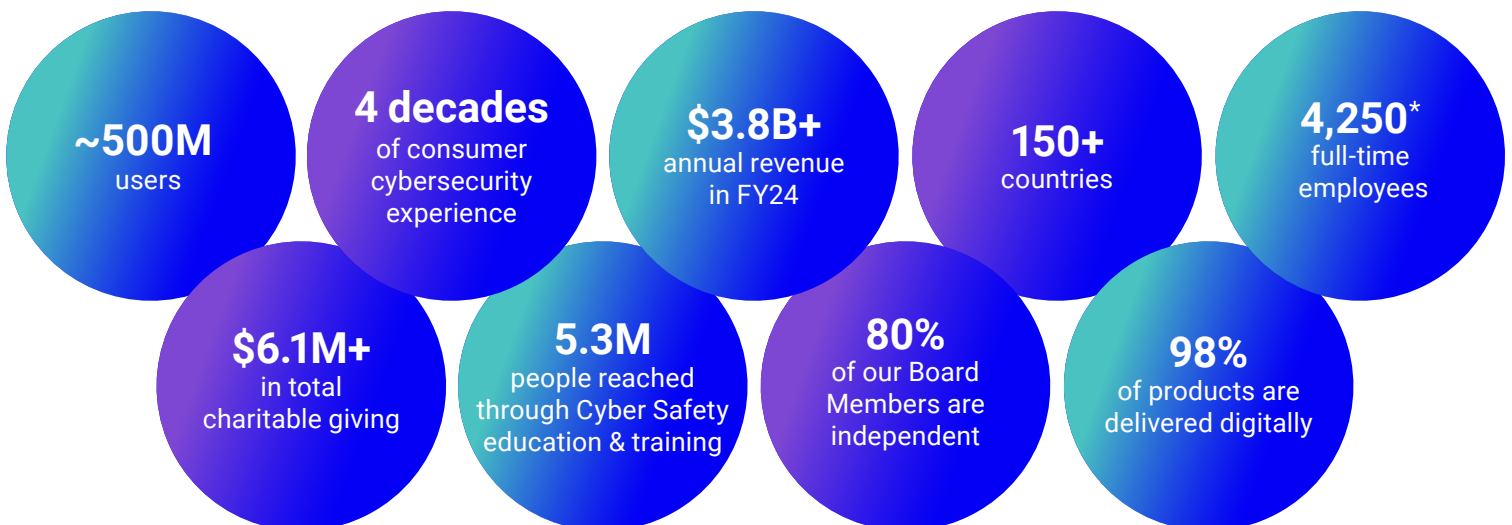 ~500M
users
4 decades
of consumer
cybersecurity
experience
$3.8B+
annual revenue
in FY24
150+
countries
4,250*
full-time
employees
$6.1M+
in total
charitable giving
5.3M
people reached
through Cyber Safety
education & training
80%
of our Board
Members are
independent
98%
of products are
delivered digitally